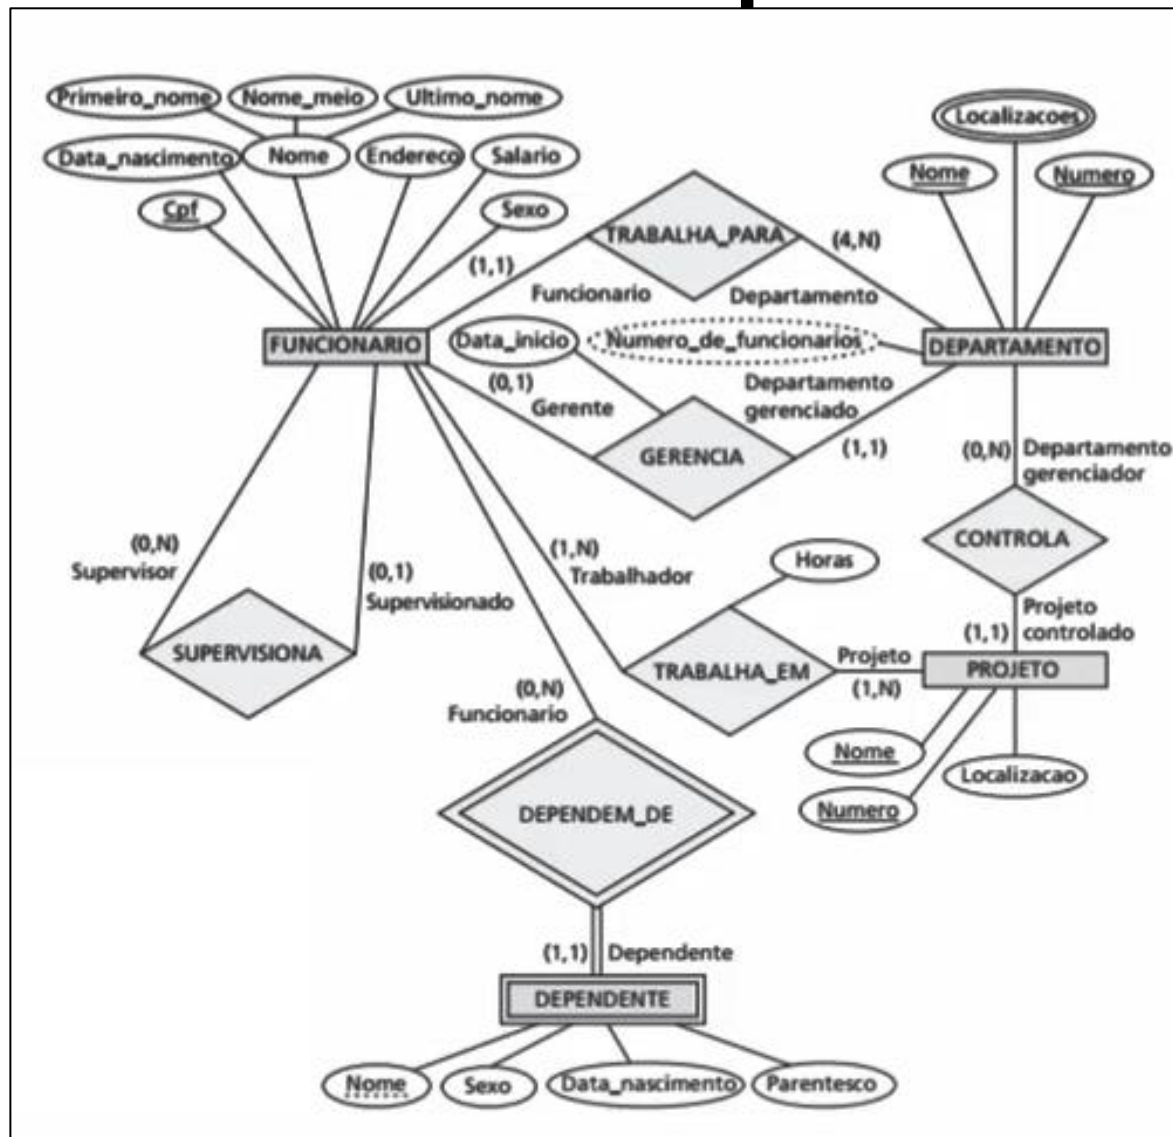 Primeiro_nome
Nome_meio
Ultimo_nome
Localizacoes
Data_nascimento
Nome
Endereco
Salario
Nome
Numero
Cpf
Sexo
TRABALHA_PARA
(4,N)
(1,1)
Funcionario
Departamento
FUNCIONARIO
Data_inicio
Numero_de_funcionarios
DEPARTAMENTO
(0,1)
Gerente
Departamento
gerenciado
GERENCIA
(1,1)
(0,N)
Departamento
gerenciador
CONTROLA
(0,N)
Supervisor
(0,1)
Supervisionado
(1,N)
Trabalhador
Horas
SUPERVISIONA
Projeto
controlado
(1,1)
TRABALHA_EM
Projeto
(1,N)
PROJETO
(0,N)
Funcionario
Nome
Localizacao
Numero
DEPENDEM_DE
(1,1)
Dependente
DEPENDENTE
Nome
Sexo
Data_nascimento
Parentesco